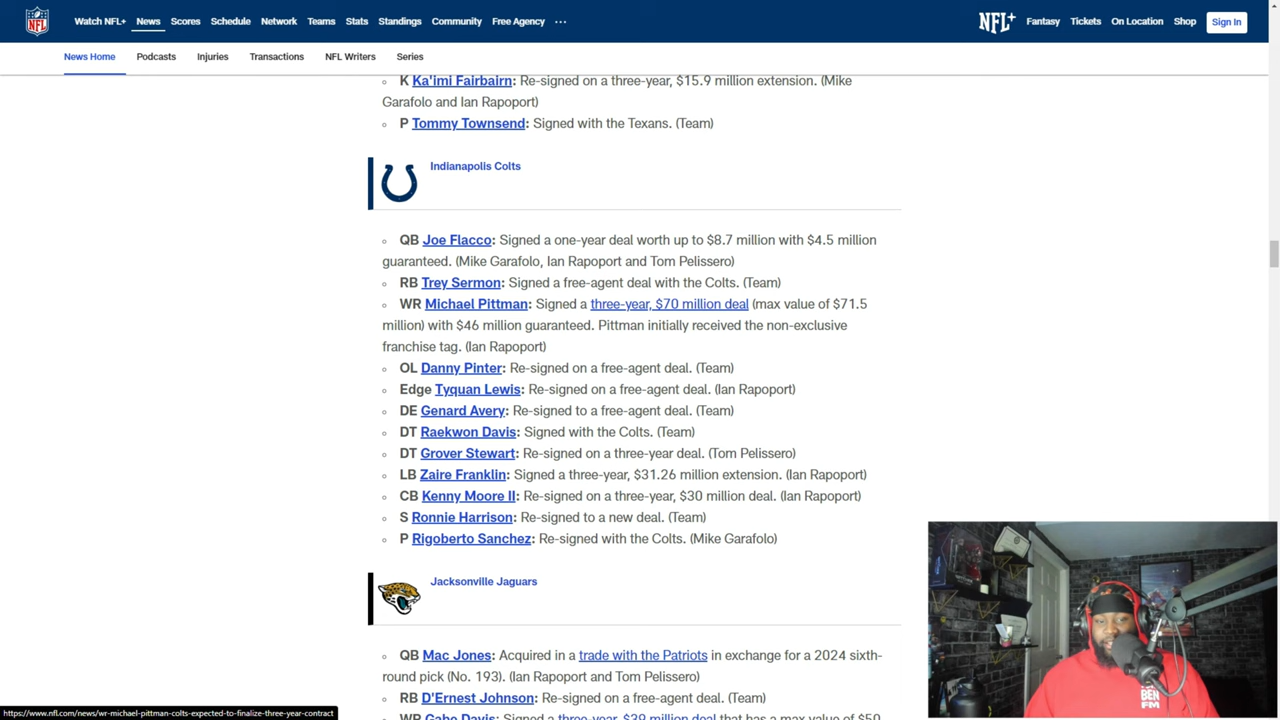 NFL
Watch NFL+ News Scores Schedule Network Teams Stats Standings Community Free Agency ... NFL+ Fantasy Tickets On Location Shop Sign In
News Home Podcasts Injuries Transactions NFL Writers Series
K Ka'imi Fairbairn: Re-signed on a three-year, $15.9 million extension. (Mike
Garafolo and Ian Rapoport)
P Tommy Townsend: Signed with the Texans. (Team)
Indianapolis Colts
QB Joe Flacco: Signed a one-year deal worth up to $8.7 million with $4.5 million
guaranteed. (Mike Garafolo, Ian Rapoport and Tom Pelissero)
RB Trey Sermon: Signed a free-agent deal with the Colts. (Team)
WR Michael Pittman: Signed a three-year, $70 million deal (max value of $71.5
million) with $46 million guaranteed. Pittman initially received the non-exclusive
franchise tag. (Ian Rapoport)
OL Danny Pinter: Re-signed on a free-agent deal. (Team)
Edge Tyquan Lewis: Re-signed on a free-agent deal. (Ian Rapoport)
DE Genard Avery: Re-signed to a free-agent deal. (Team)
DT Raekwon Davis: Signed with the Colts. (Team)
DT Grover Stewart: Re-signed on a three-year deal. (Tom Pelissero)
LB Zaire Franklin: Signed a three-year, $31.26 million extension. (Ian Rapoport)
CB Kenny Moore II: Re-signed on a three-year, $30 million deal. (Ian Rapoport)
S Ronnie Harrison: Re-signed to a new deal. (Team)
P Rigoberto Sanchez: Re-signed with the Colts. (Mike Garafolo)
Jacksonville Jaguars
QB Mac Jones: Acquired in a trade with the Patriots in exchange for a 2024 sixth-
round pick (No. 193). (Ian Rapoport and Tom Pelissero)
RB D'Ernest Johnson: Re-signed on a free-agent deal. (Team)
WR Gabe Davis: Signed a three-year, $39 million deal that has a max value of $50
https://www.nfl.com/news/wr-michael-pittman-colts-expected-to-finalize-three-year-contract
BEN
FM